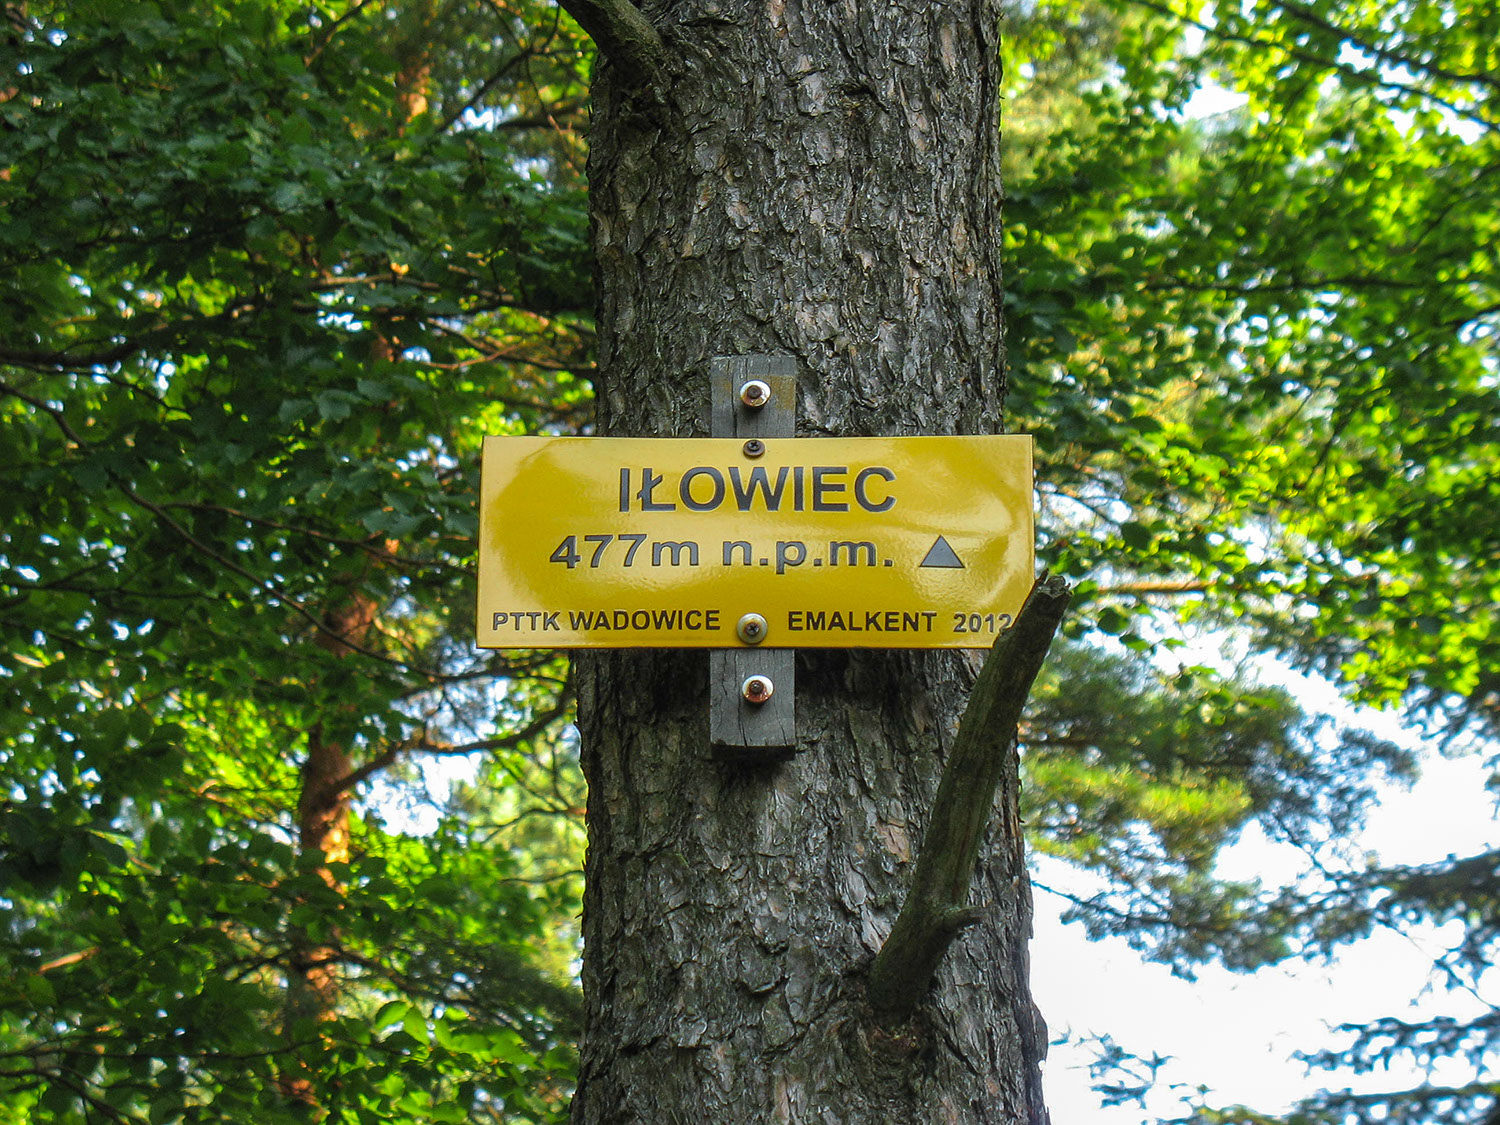 IŁOWIEC
477m n.p.m.
PTTK WADOWICE EMALKENT 2012